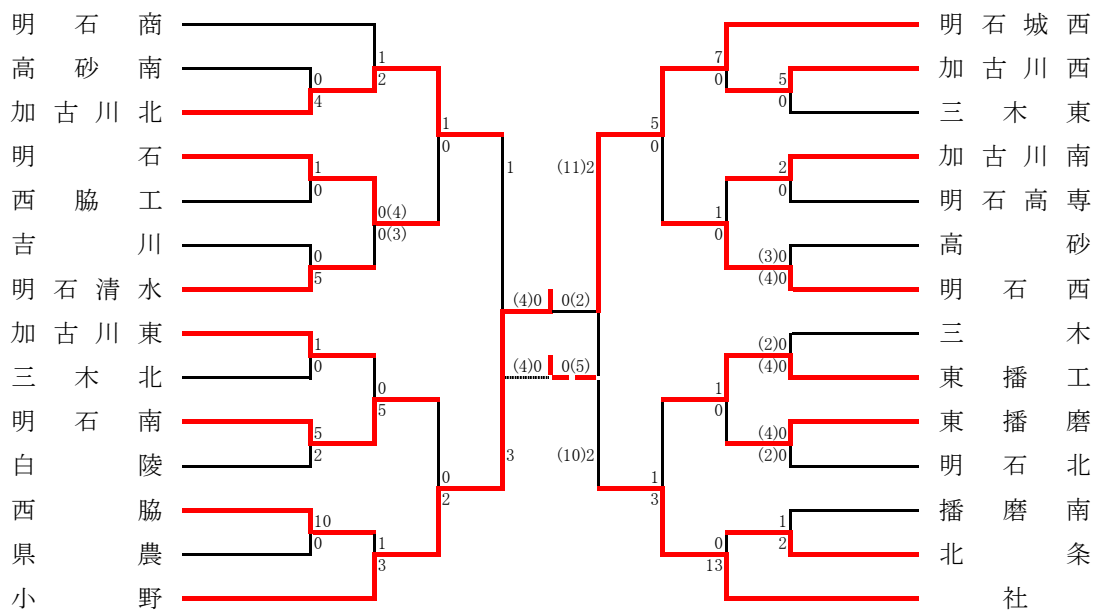 明石商
高砂南
加古川北
明石
西脇工
吉川
明石清水
加古川東
三木北
明石南
白陵
西脇
県農
小野
1
2
0
4
1
0
1
0
0(4)
0(3)
0
5
1
0
0
5
5
2
0
2
10
0
1
3
1
3
(4)0
0(2)
(4)0
0(5)
(11)2
(10)2
7
0
5
0
5
0
2
0
1
0
(3)0
(4)0
(2)0
(4)0
1
0
(4)0
(2)0
1
3
1
2
0
13
明石城西
加古川西
三木東
加古川南
明石高専
高砂
明石西
三木
東播工
東播磨
明石北
播磨南
北条
社